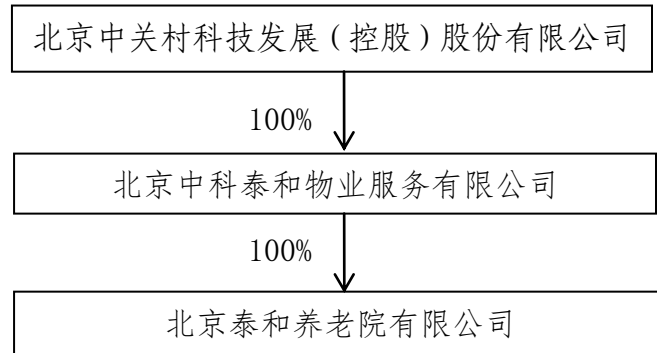 北京中关村科技发展（控股）股份有限公司
100%
北京中科泰和物业服务有限公司
100%
北京泰和养老院有限公司